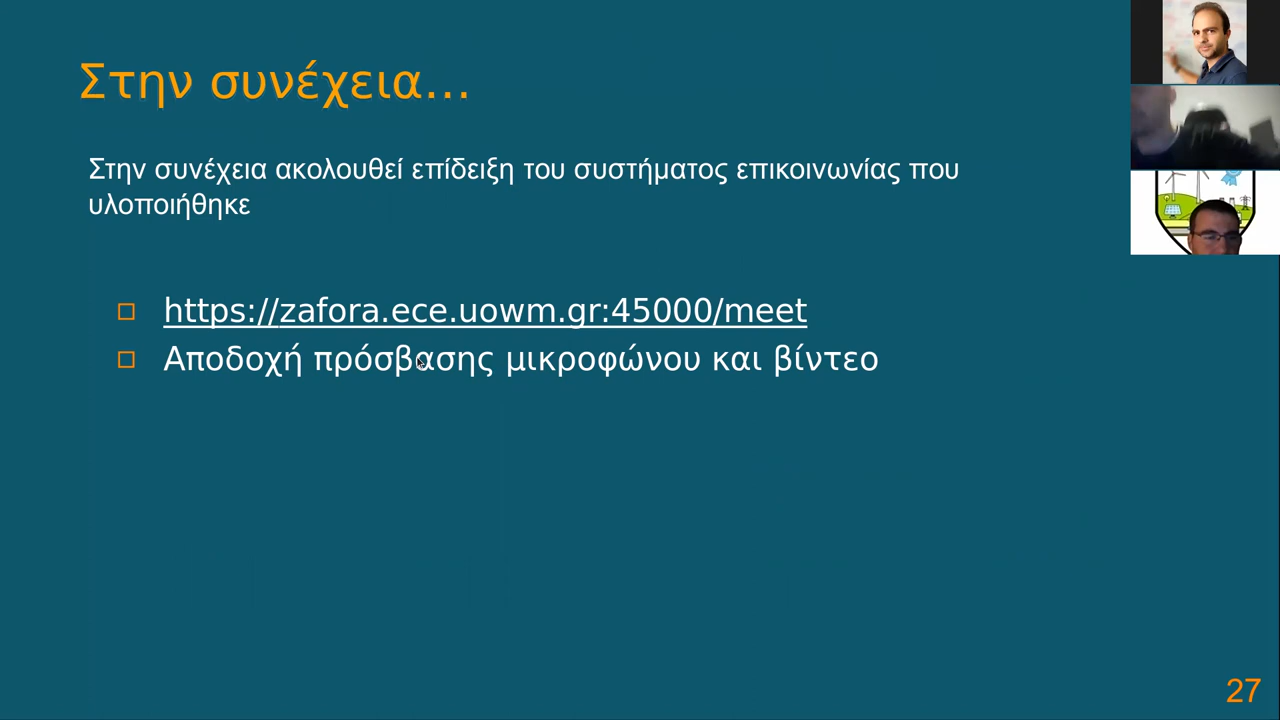 Στην συνέχεια...
Στην συνέχεια ακολουθεί επίδειξη του συστήματος επικοινωνίας που
υλοποιήθηκε
https://zafora.ece.uowm.gr:45000/meet
Αποδοχή πρόσβασης μικροφώνου και βίντεο
27